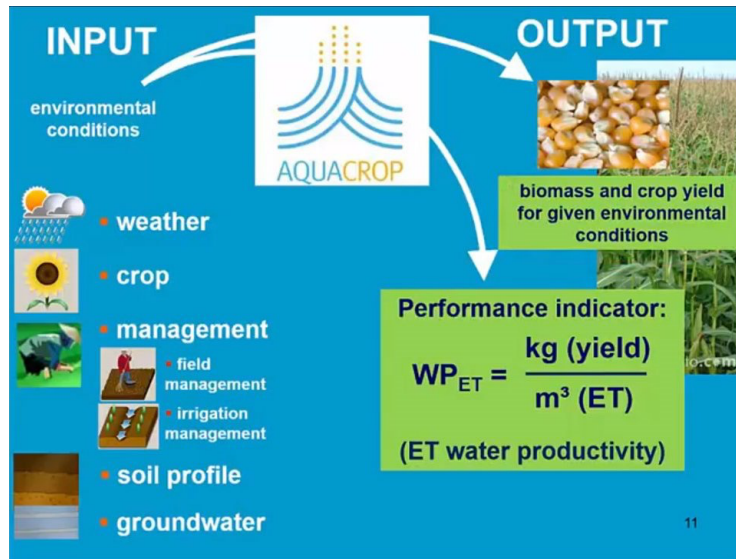 INPUT
OUTPUT
environmental
conditions
AQUACROP
biomass and crop yield
for given environmental
conditions
▪ weather
▪ crop
▪ management
▪ field
management
▪ irrigation
management
▪ soil profile
▪ groundwater
Performance indicator:
WP_ET = kg (yield) / m³ (ET)
(ET water productivity)
11